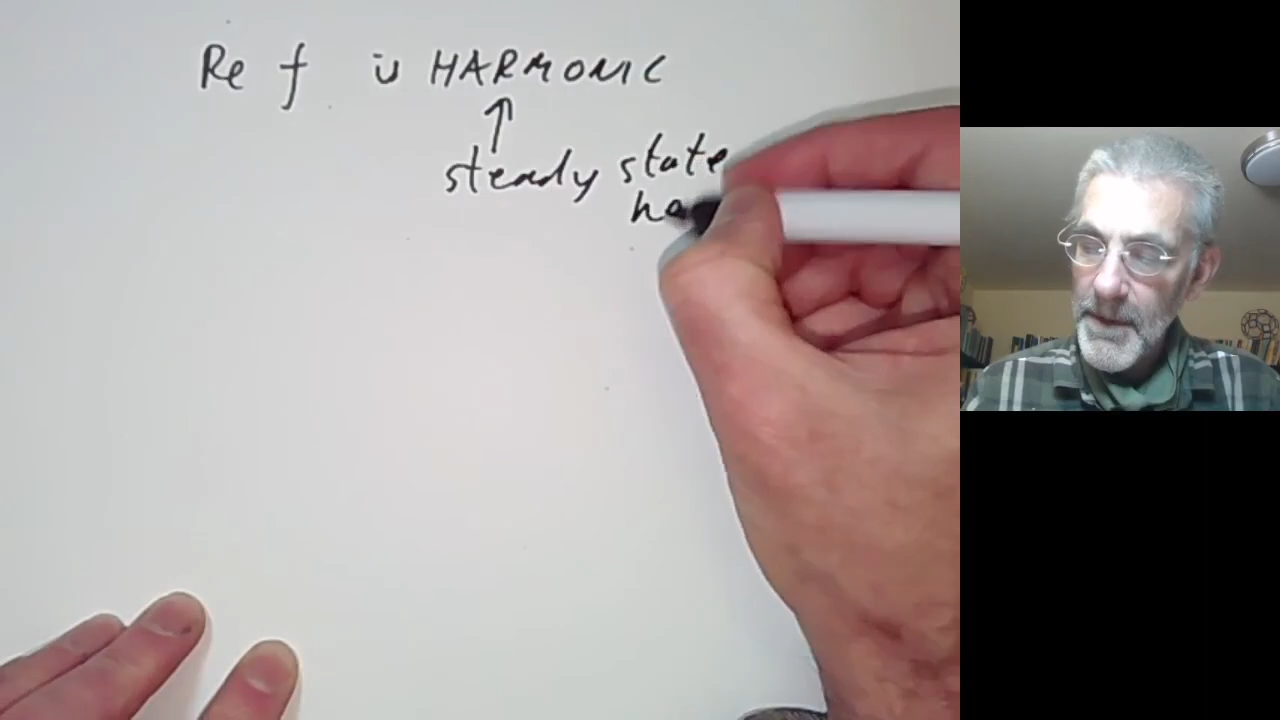 Re f is HARMONIC
↑
steady state